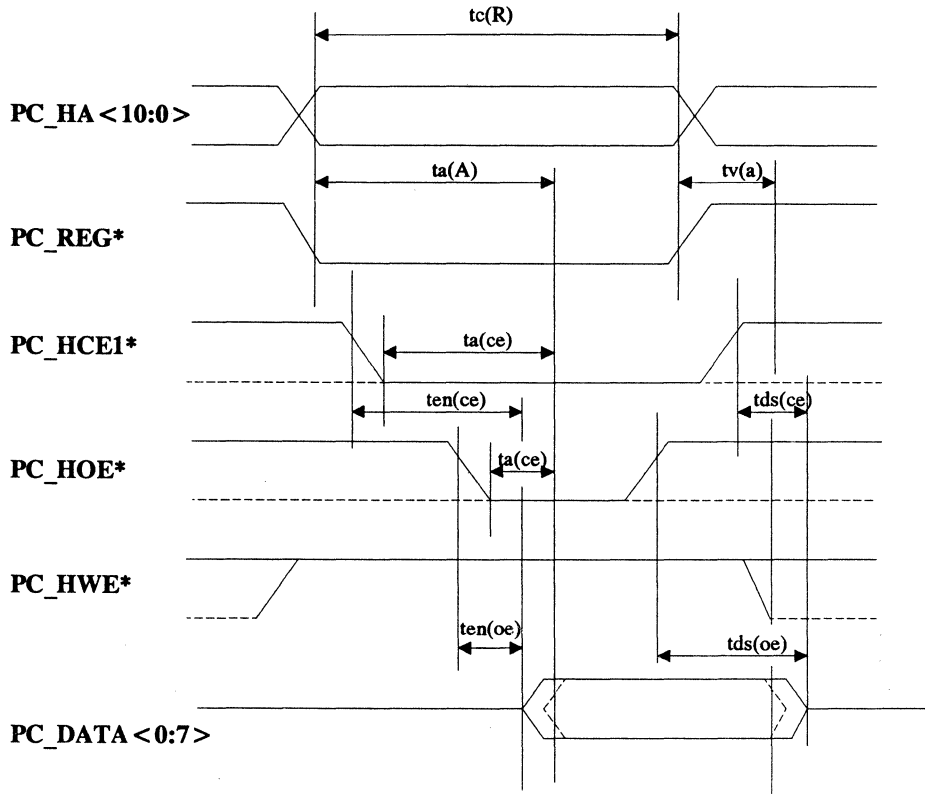 tc(R)
PC_HA<10:0>
ta(A)
tv(a)
PC_REG*
PC_HCE1*
ta(ce)
ten(ce)
tds(ce)
PC_HOE*
ta(ce)
PC_HWE*
ten(oe)
tds(oe)
PC_DATA<0:7>